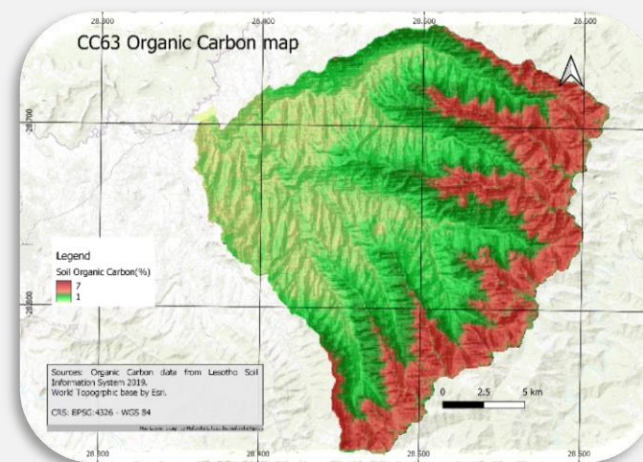 28.300 28.400 28.500 28.600
CC63 Organic Carbon map
Legend
Soil Organic Carbon(%)
7
1
Sources: Organic Carbon data from Lesotho Soil
Information System 2019.
World Topgrphic base by Esri.
CRS: EPSG:4326 - WGS 84
0 2.5 5 km
28.300 28.400 28.500 28.600